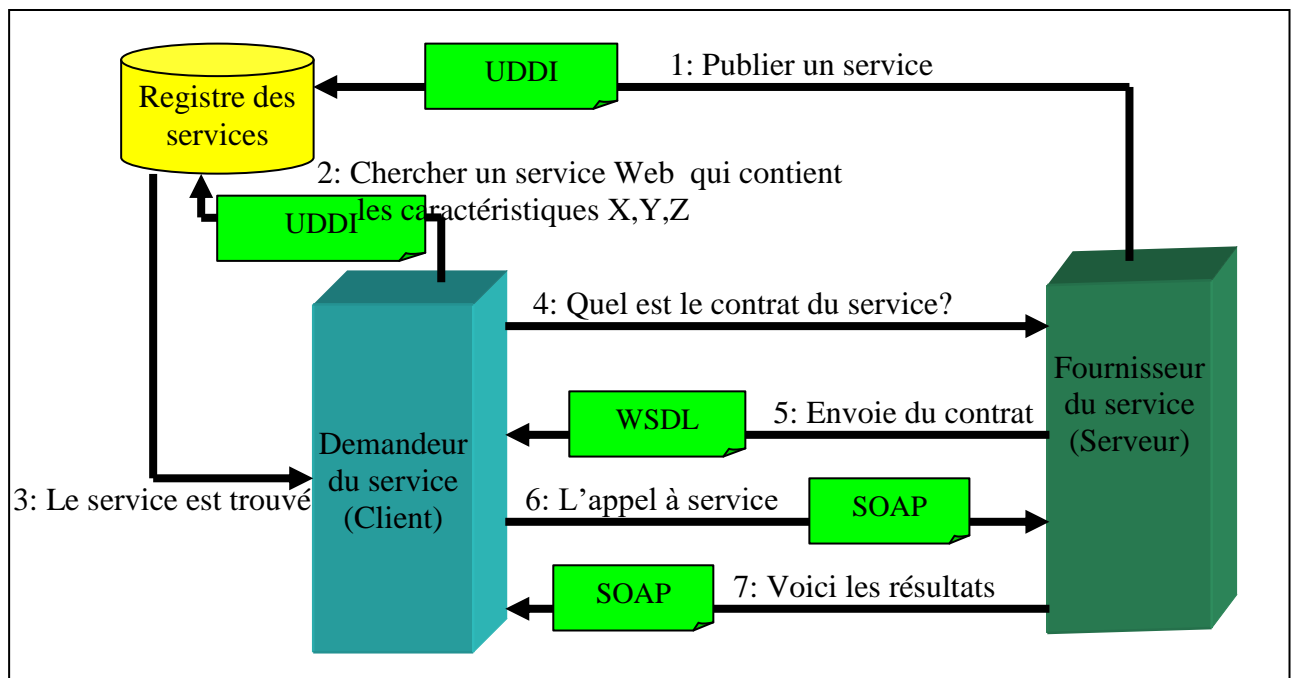 UDDI
1: Publier un service
Registre des
services
2: Chercher un service Web qui contient
les caractéristiques X,Y,Z
UDDI
4: Quel est le contrat du service?
Fournisseur
du service
(Serveur)
WSDL
5: Envoie du contrat
Demandeur
du service
(Client)
3: Le service est trouvé
6: L’appel à service
SOAP
SOAP
7: Voici les résultats